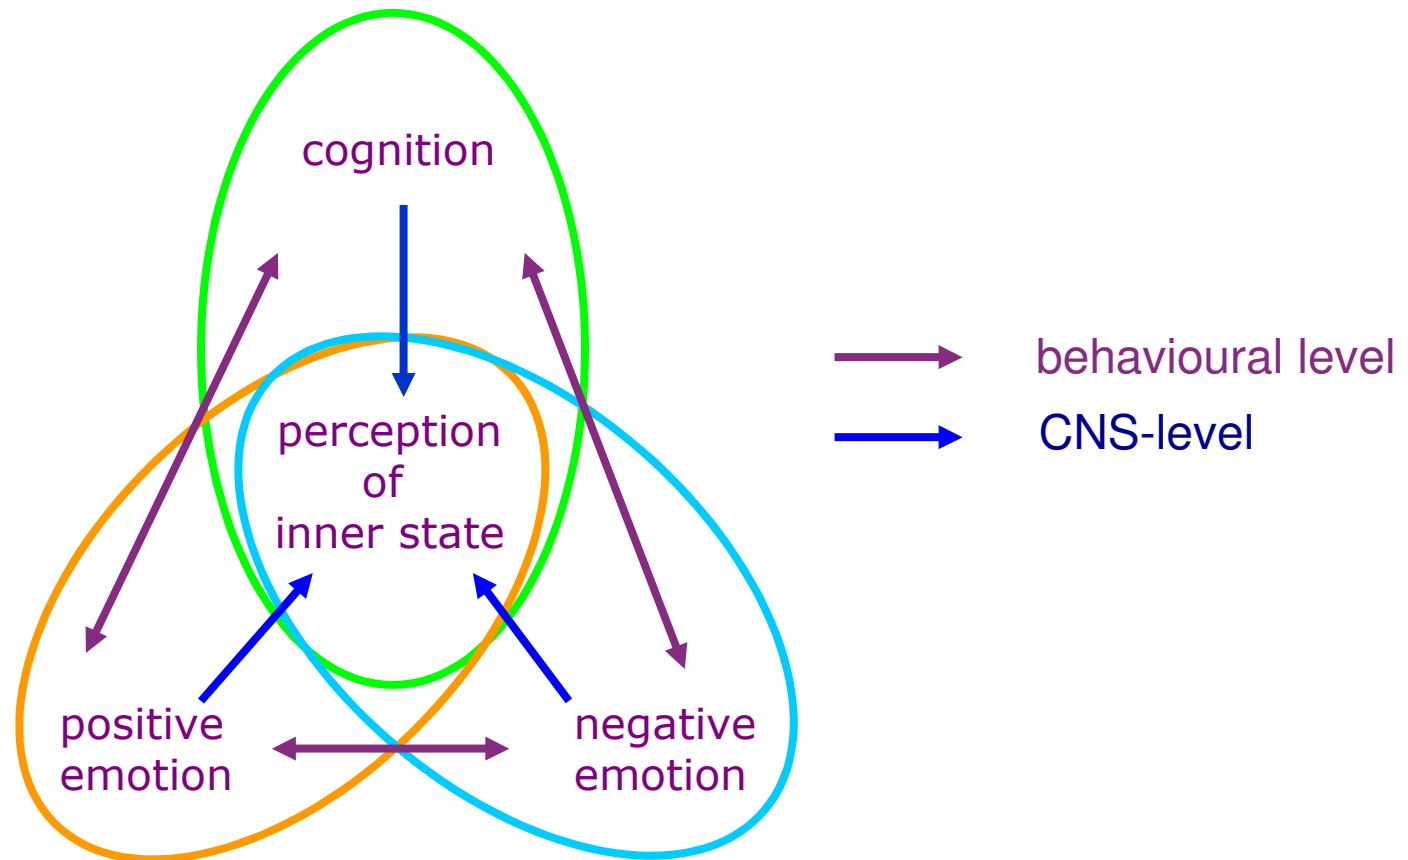 cognition
perception
of
inner state
positive
emotion
negative
emotion
behavioural level
CNS-level